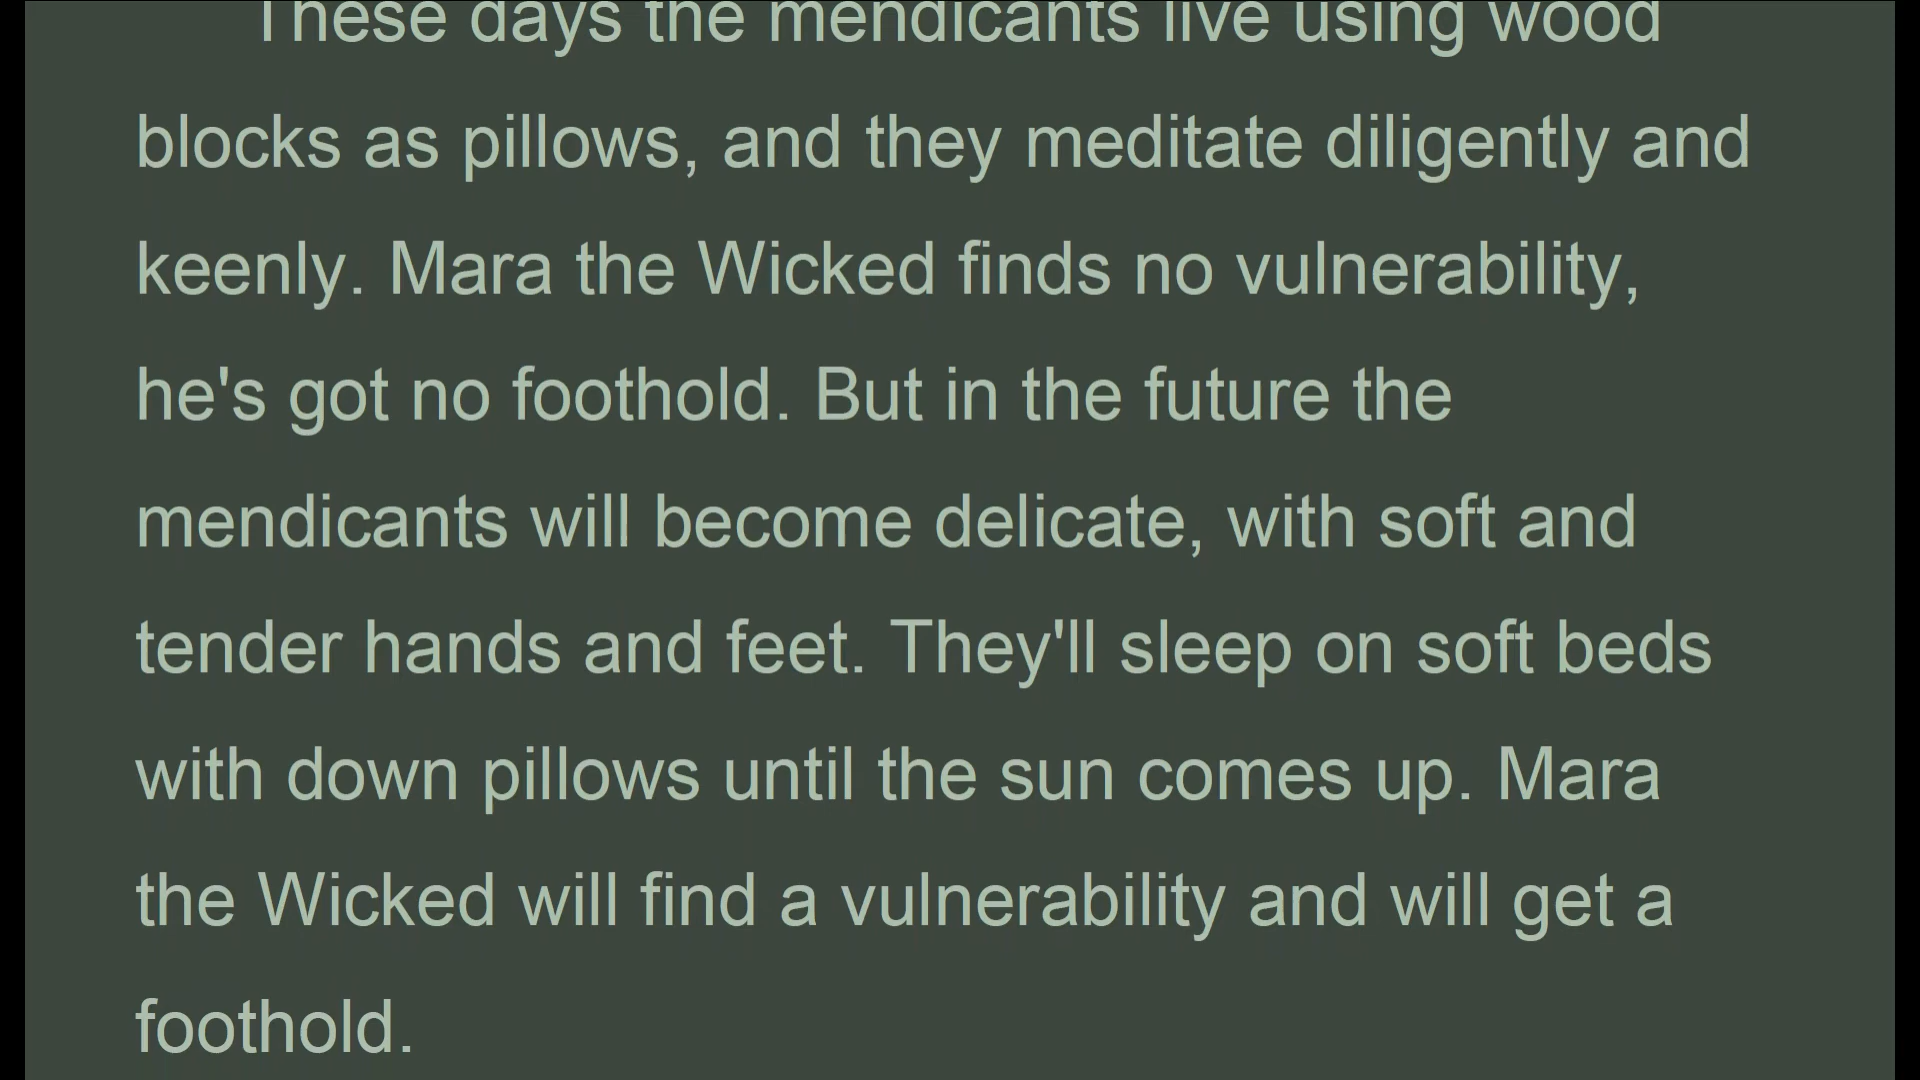 These days the mendicants live using wood
blocks as pillows, and they meditate diligently and
keenly. Mara the Wicked finds no vulnerability,
he's got no foothold. But in the future the
mendicants will become delicate, with soft and
tender hands and feet. They'll sleep on soft beds
with down pillows until the sun comes up. Mara
the Wicked will find a vulnerability and will get a
foothold.